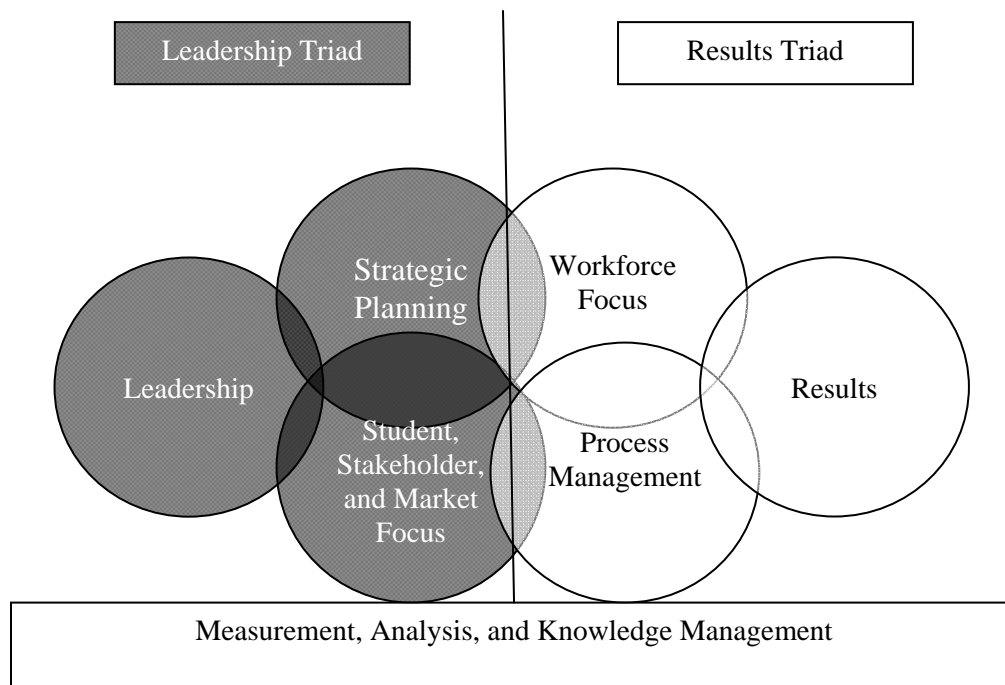 Leadership Triad
Results Triad
Strategic
Planning
Workforce
Focus
Leadership
Results
Student,
Stakeholder,
and Market
Focus
Process
Management
Measurement, Analysis, and Knowledge Management